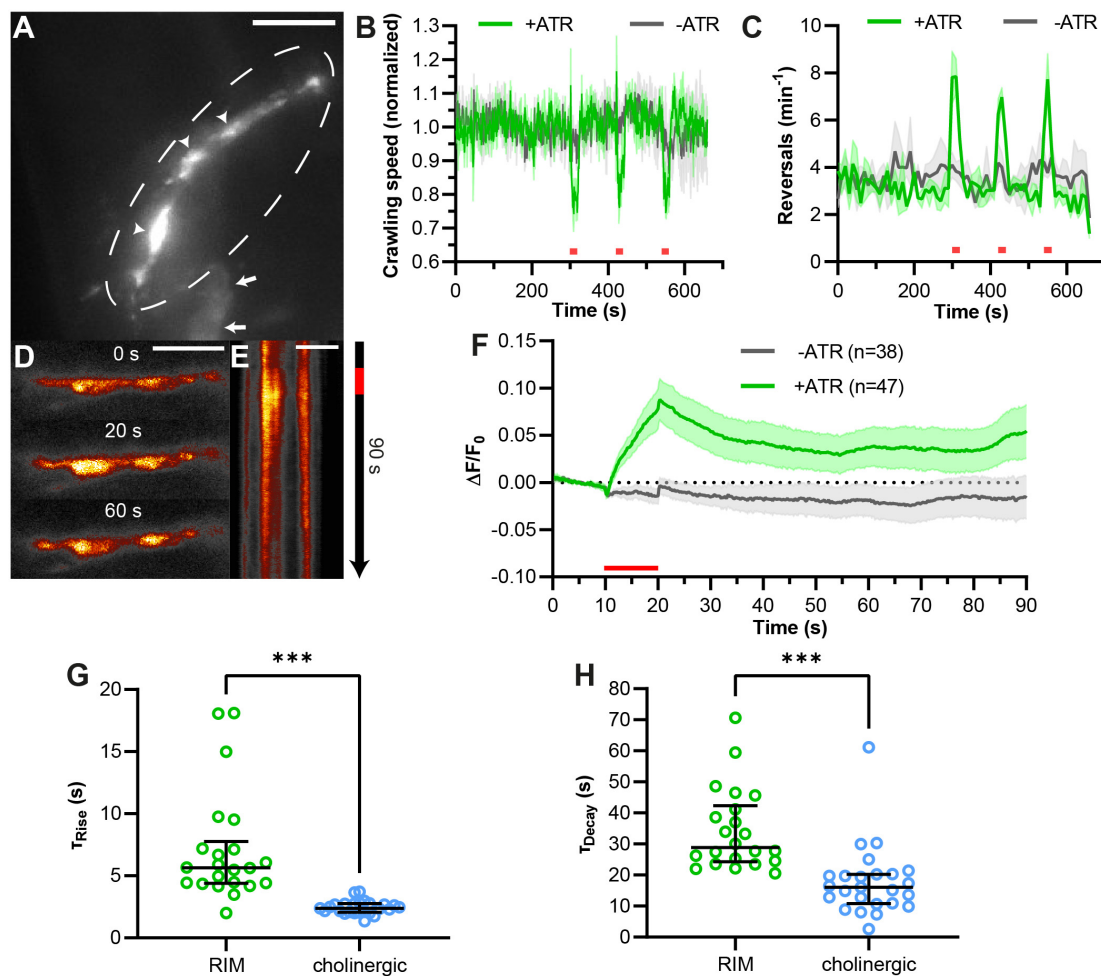 A
B
+ATR
-ATR
Crawling speed (normalized)
1.3
1.2
1.1
1.0
0.9
0.8
0.7
0.6
0
200
400
600
Time (s)
C
+ATR
-ATR
Reversals (min⁻¹)
10
8
6
4
2
0
0
200
400
600
Time (s)
D
0 s
20 s
60 s
E
90 s
F
-ATR (n=38)
+ATR (n=47)
ΔF/F₀
0.15
0.10
0.05
0.00
-0.05
-0.10
0
10
20
30
40
50
60
70
80
90
Time (s)
G
***
τRise (s)
20
15
10
5
0
RIM
cholinergic
H
***
τDecay (s)
80
70
60
50
40
30
20
10
0
RIM
cholinergic